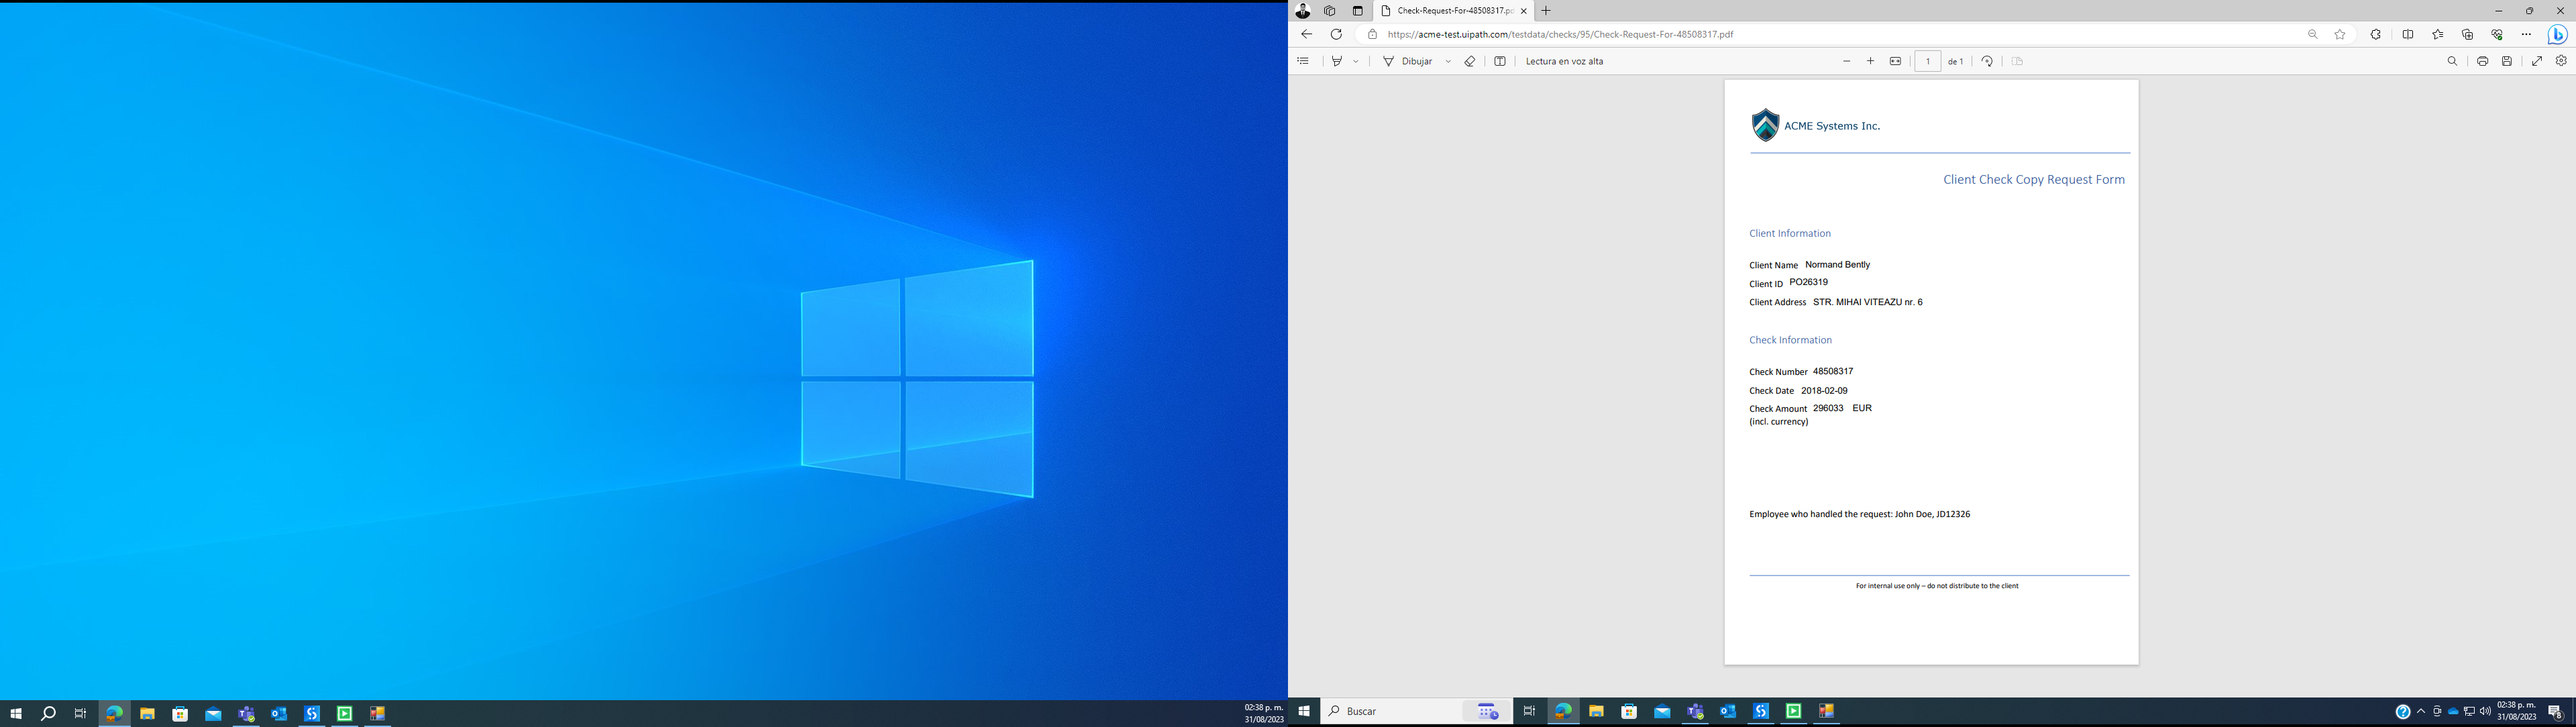 02:38 p. m.
31/08/2023
Check-Request-For-48508317.pd
https://acme-test.uipath.com/testdata/checks/95/Check-Request-For-48508317.pdf
Dibujar
Lectura en voz alta
1
de 1
ACME Systems Inc.
Client Check Copy Request Form
Client Information
Client Name Normand Bently
Client ID PO26319
Client Address STR. MIHAI VITEAZU nr. 6
Check Information
Check Number 48508317
Check Date 2018-02-09
Check Amount 296033 EUR
(incl. currency)
Employee who handled the request: John Doe, JD12326
For internal use only – do not distribute to the client
Buscar
02:38 p. m.
31/08/2023